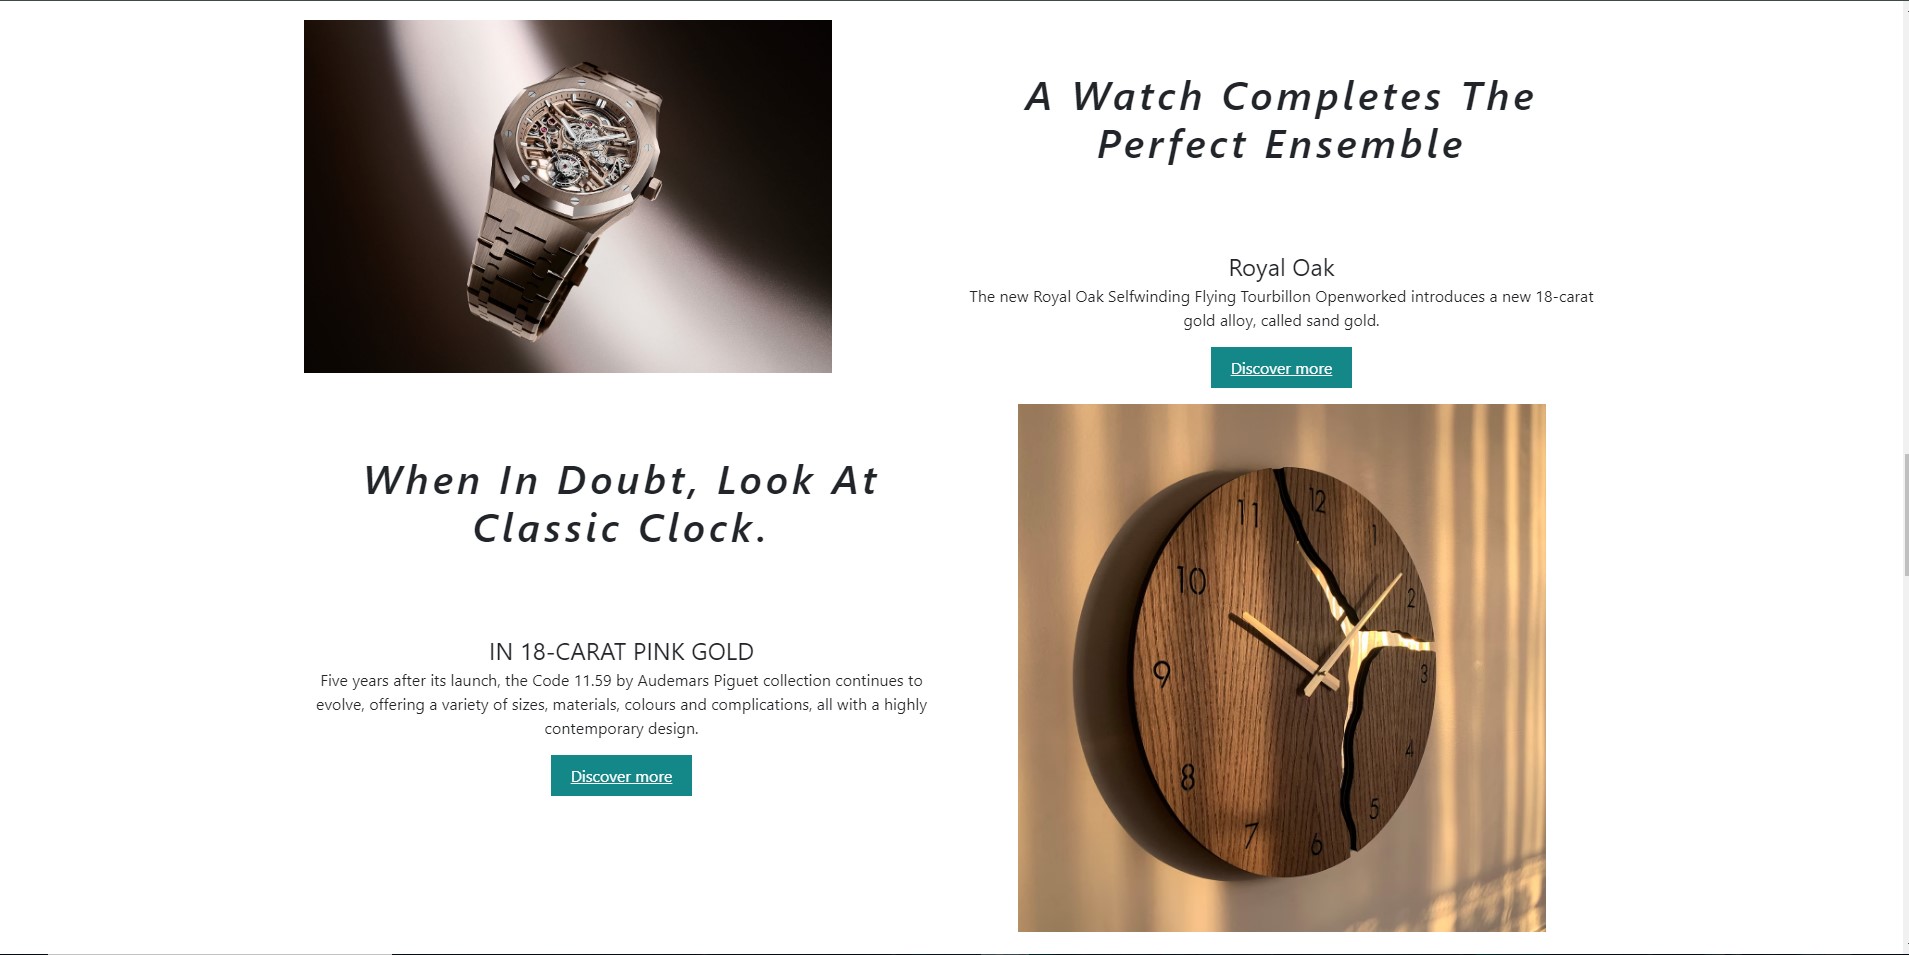 A Watch Completes The
Perfect Ensemble
Royal Oak
The new Royal Oak Selfwinding Flying Tourbillon Openworked introduces a new 18-carat
gold alloy, called sand gold.
Discover more
When In Doubt, Look At
Classic Clock.
IN 18-CARAT PINK GOLD
Five years after its launch, the Code 11.59 by Audemars Piguet collection continues to
evolve, offering a variety of sizes, materials, colours and complications, all with a highly
contemporary design.
Discover more
11
12
1
10
2
9
3
4
8
5
7
6